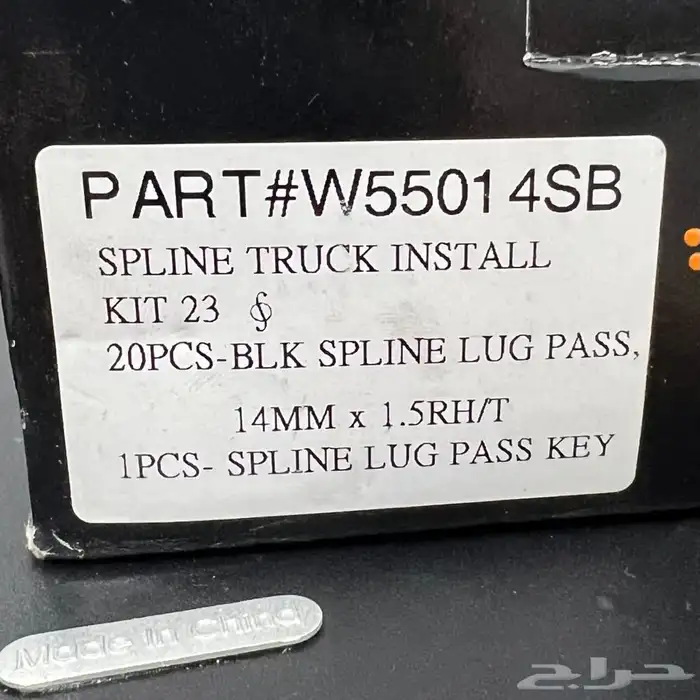 PART#W55014SB
SPLINE TRUCK INSTALL
KIT 23 ∮
20PCS-BLK SPLINE LUG PASS,
14MM x 1.5RH/T
1PCS- SPLINE LUG PASS KEY
Made in China
حراج